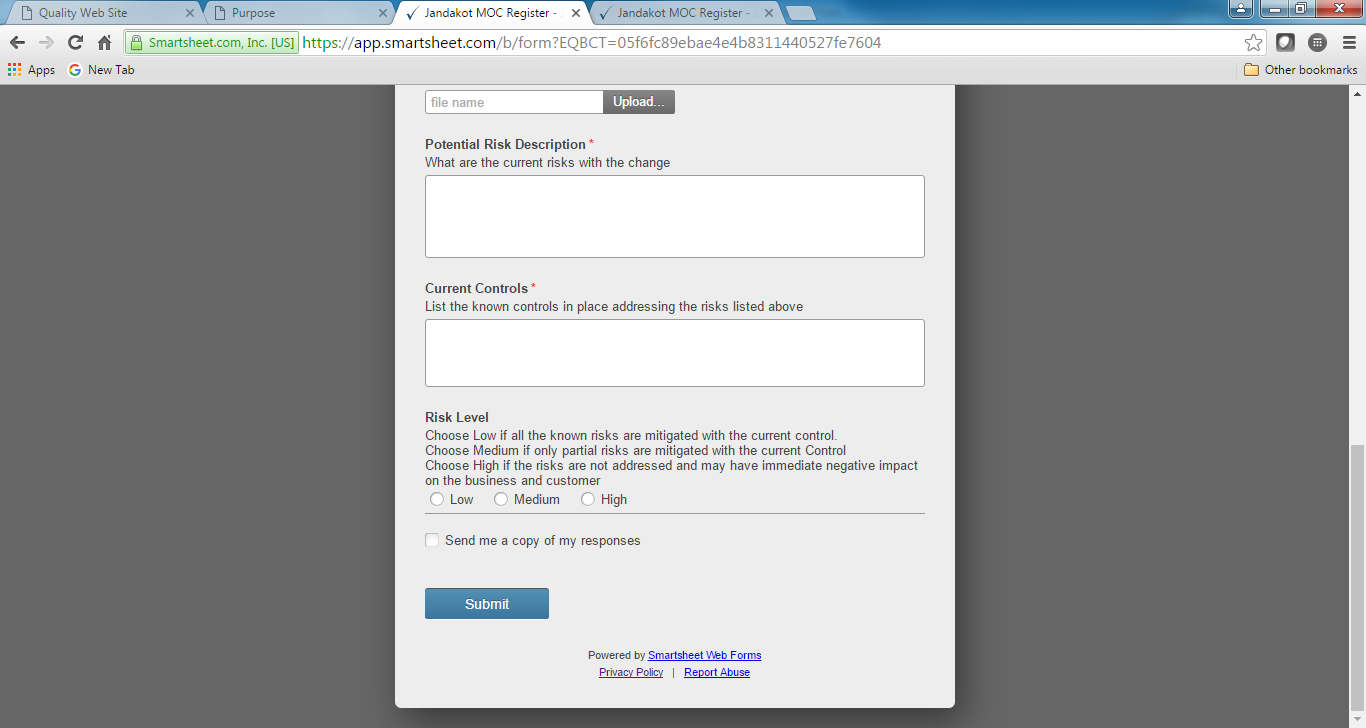 Quality Web Site
Purpose
Jandakot MOC Register -
Jandakot MOC Register -
Smartsheet.com, Inc. [US]
https://app.smartsheet.com/b/form?EQBCT=05f6fc89ebae4e4b8311440527fe7604
Apps
New Tab
Other bookmarks
file name
Upload...
Potential Risk Description *
What are the current risks with the change
Current Controls *
List the known controls in place addressing the risks listed above
Risk Level
Choose Low if all the known risks are mitigated with the current control.
Choose Medium if only partial risks are mitigated with the current Control
Choose High if the risks are not addressed and may have immediate negative impact
on the business and customer
Low Medium High
Send me a copy of my responses
Submit
Powered by Smartsheet Web Forms
Privacy Policy | Report Abuse